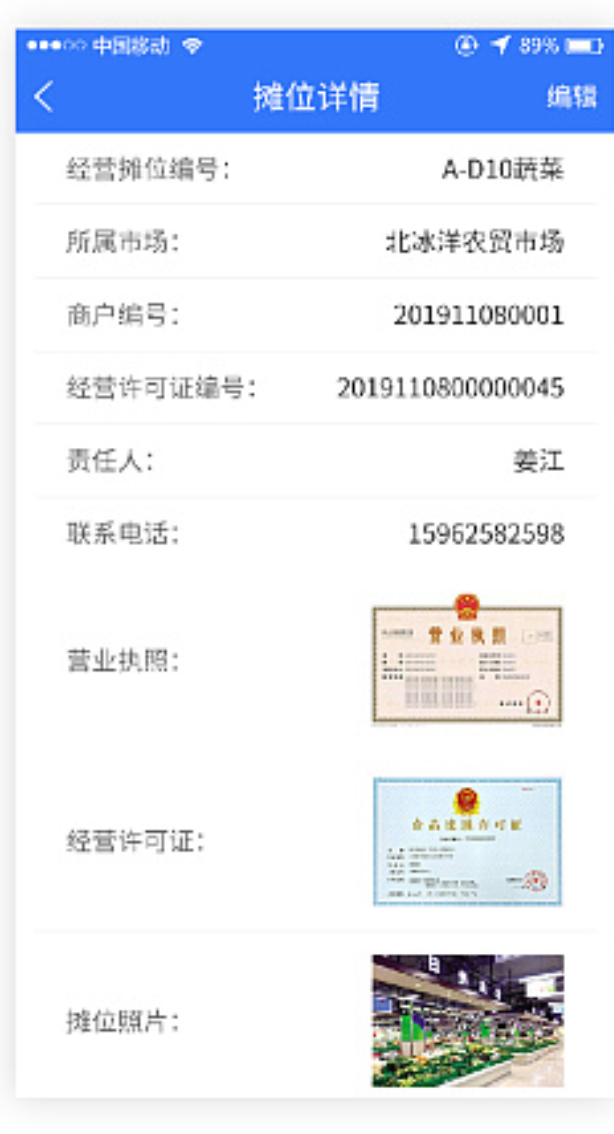 中国移动 89%
摊位详情 编辑
经营摊位编号： A-D10蔬菜
所属市场： 北冰洋农贸市场
商户编号： 201911080001
经营许可证编号： 2019110800000045
责任人： 姜江
联系电话： 15962582598
营业执照：
营业执照
经营许可证：
食品流通许可证
摊位照片：